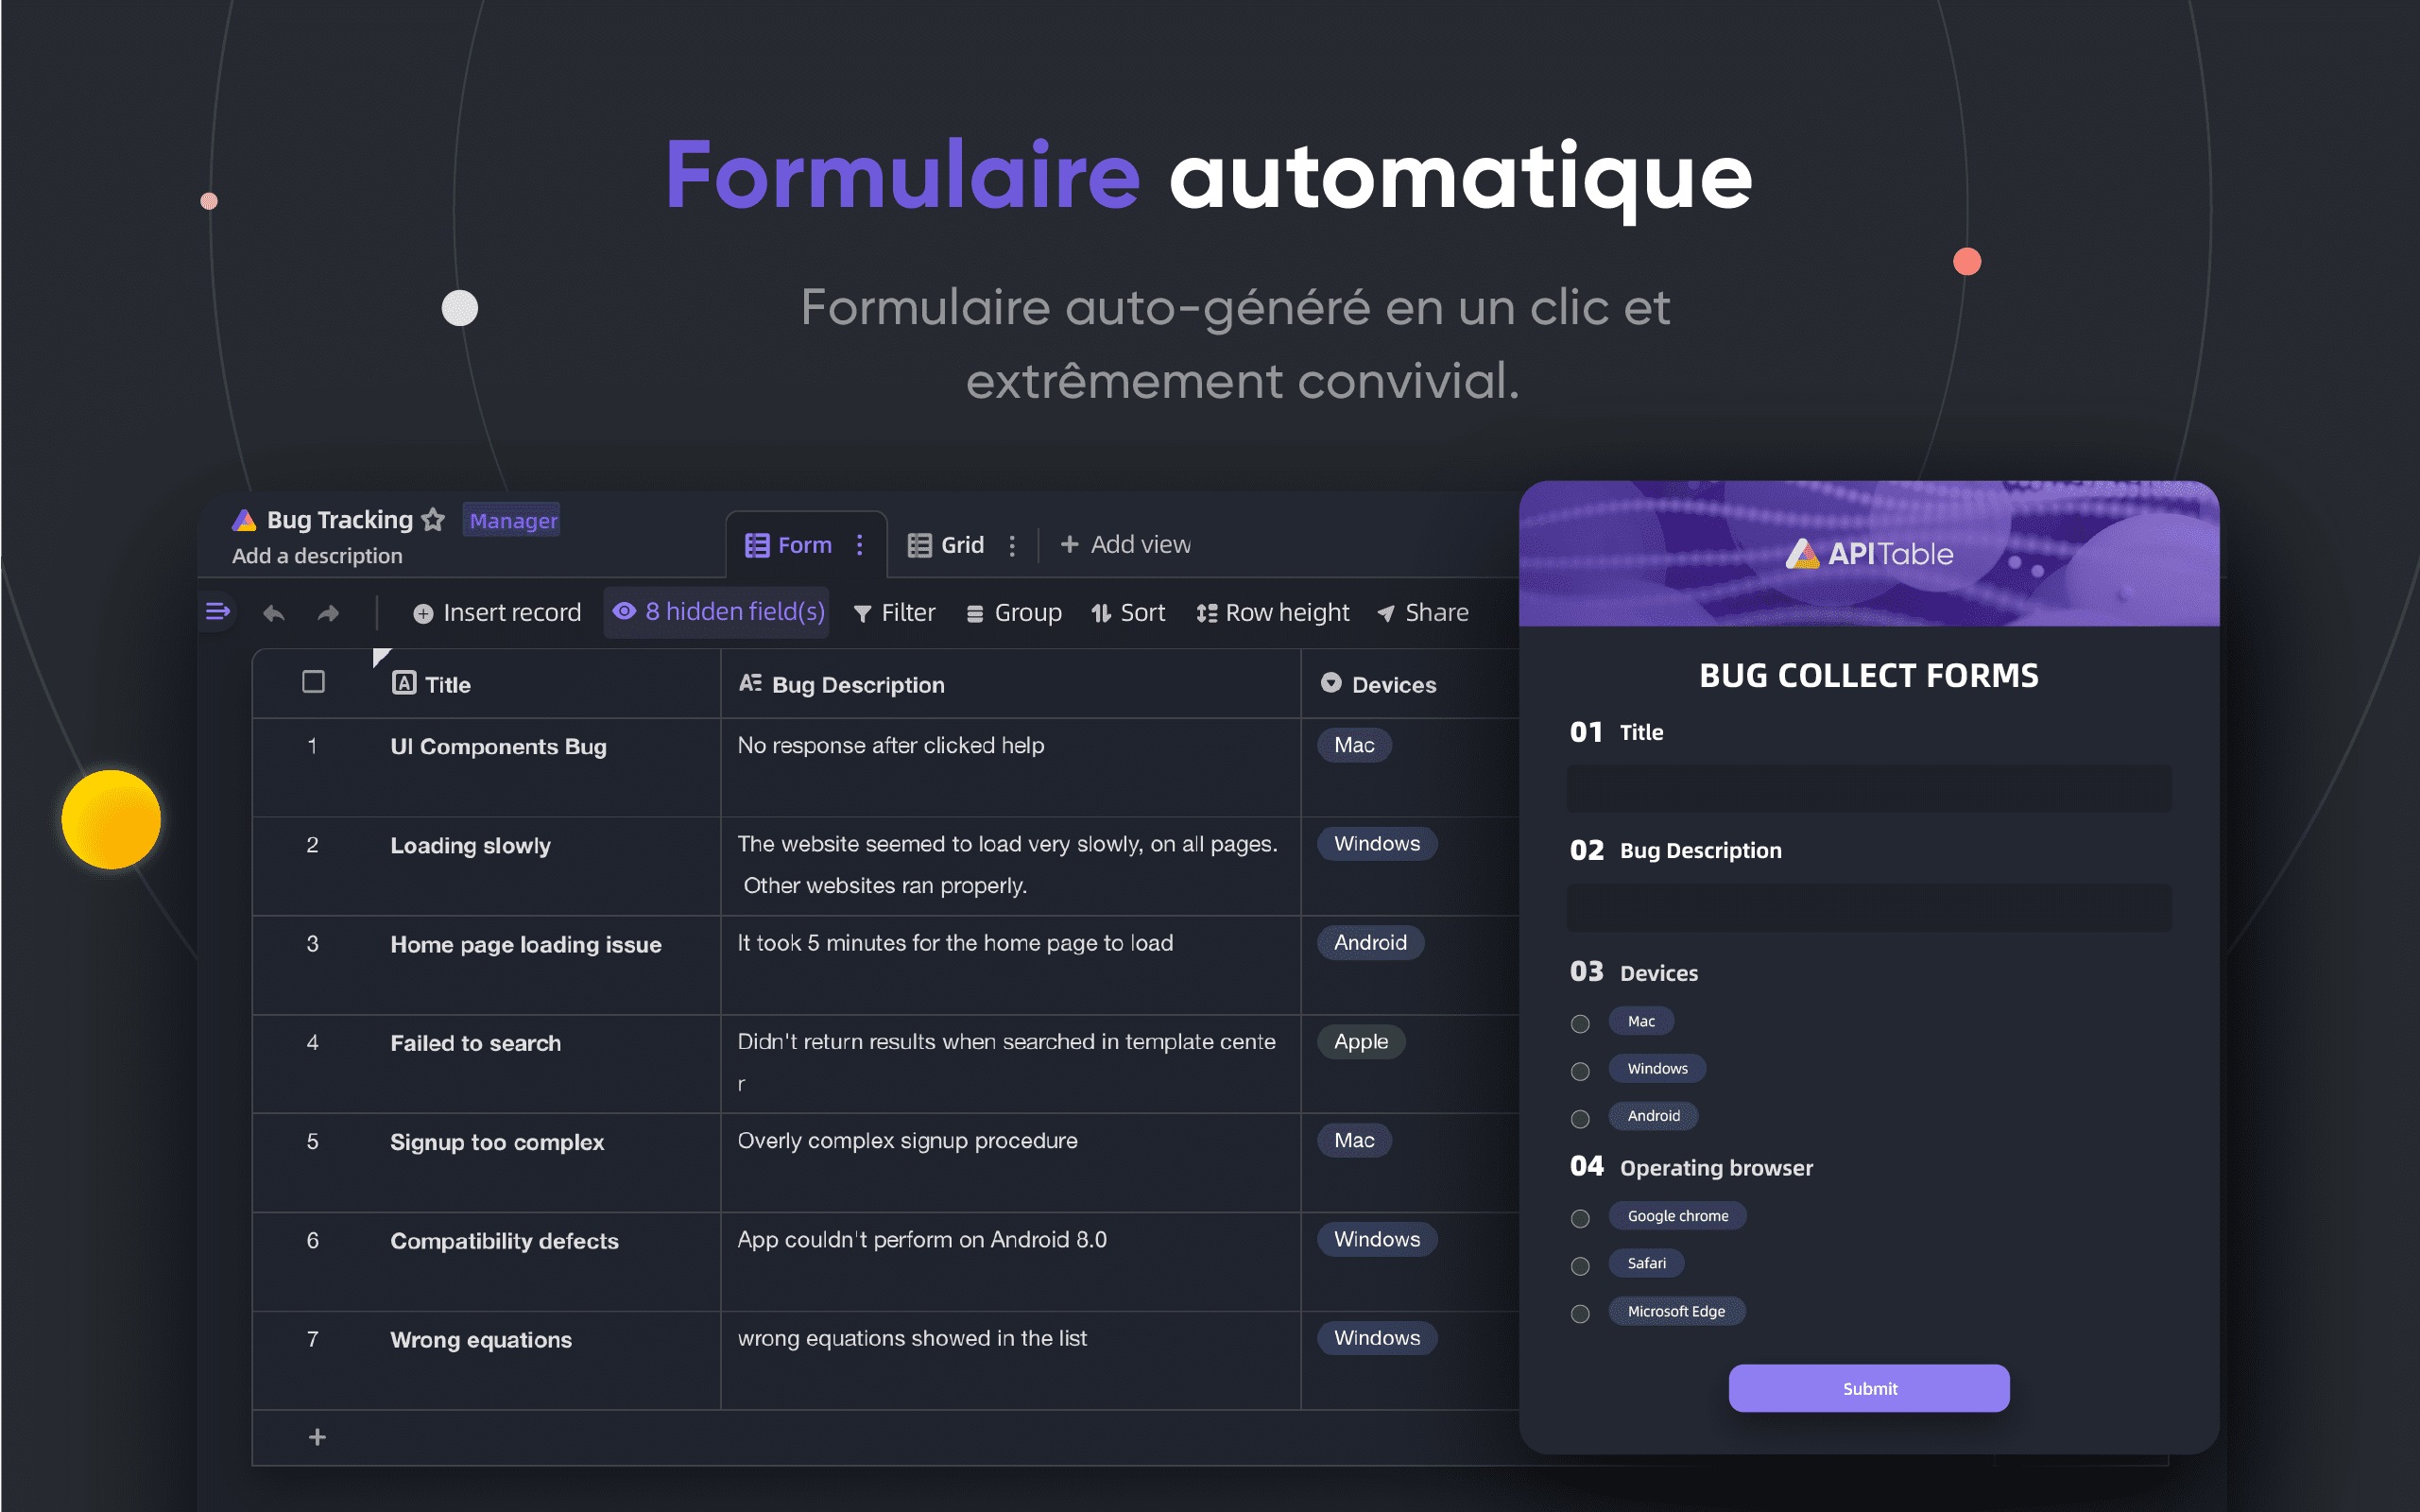 Formulaire automatique
Formulaire auto-généré en un clic et
extrêmement convivial.
Bug Tracking
Manager
Add a description
Form
Grid
Add view
Insert record
8 hidden field(s)
Filter
Group
Sort
Row height
Share
Title
Bug Description
Devices
1
UI Components Bug
No response after clicked help
Mac
2
Loading slowly
The website seemed to load very slowly, on all pages.
Other websites ran properly.
Windows
3
Home page loading issue
It took 5 minutes for the home page to load
Android
4
Failed to search
Didn't return results when searched in template cente
r
Apple
5
Signup too complex
Overly complex signup procedure
Mac
6
Compatibility defects
App couldn't perform on Android 8.0
Windows
7
Wrong equations
wrong equations showed in the list
Windows
APITable
BUG COLLECT FORMS
01 Title
02 Bug Description
03 Devices
Mac
Windows
Android
04 Operating browser
Google chrome
Safari
Microsoft Edge
Submit